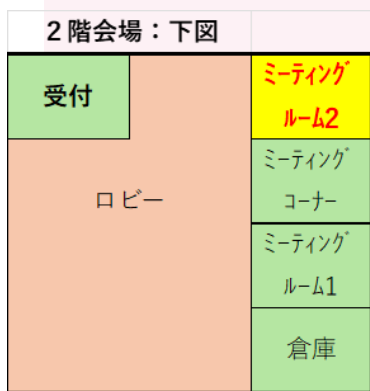 ２階会場：下図
受付
ﾐｰﾃｨﾝｸﾞ
ﾙｰﾑ2
ロビー
ﾐｰﾃｨﾝｸﾞ
ｺｰﾅｰ
ﾐｰﾃｨﾝｸﾞ
ﾙｰﾑ1
倉庫